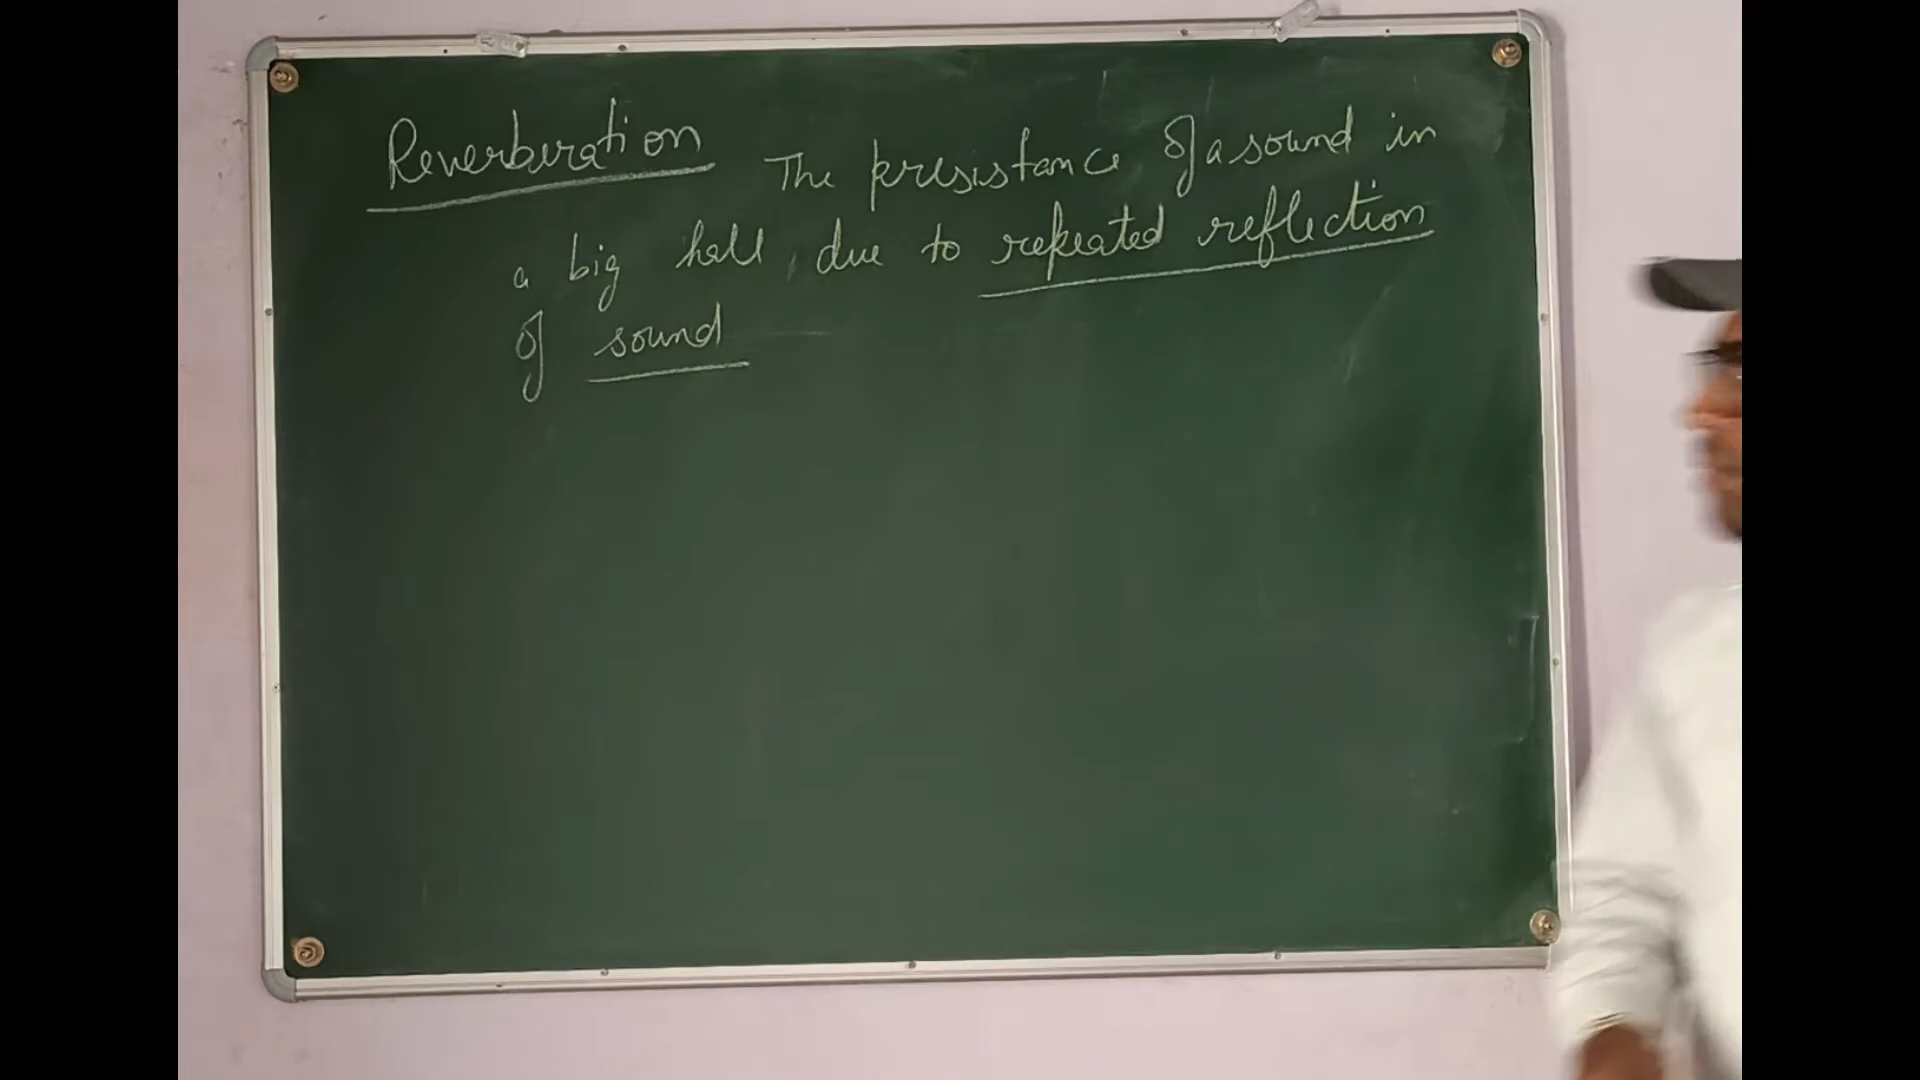 Reverberation The presistance of a sound in
a big hall, due to repeated reflection
of sound